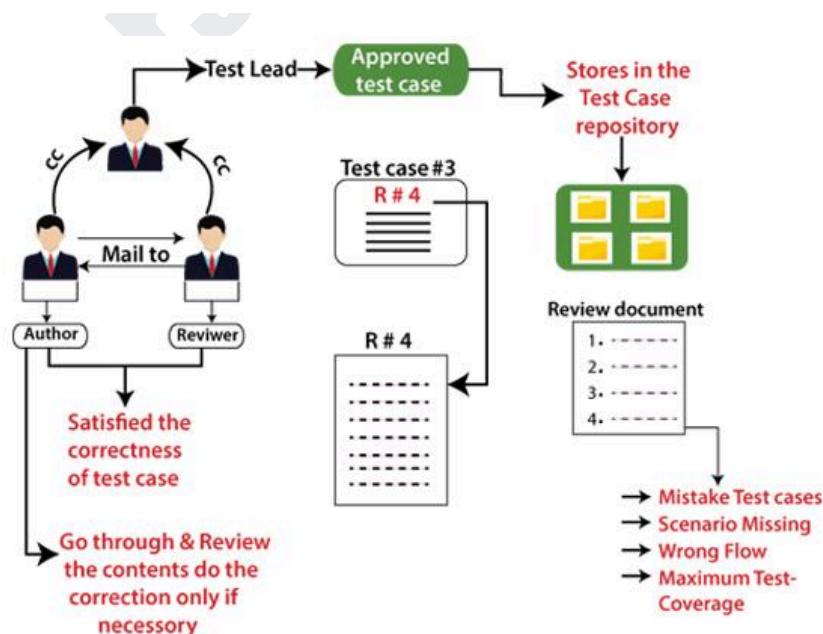 Test Lead
Approved
test case
Stores in the
Test Case
repository
cc
cc
Mail to
Author
Reviwer
Satisfied the
correctness
of test case
Go through & Review
the contents do the
correction only if
necessary
Test case #3
R # 4
R # 4
Review document
1.
2.
3.
4.
Mistake Test cases
Scenario Missing
Wrong Flow
Maximum Test-
Coverage